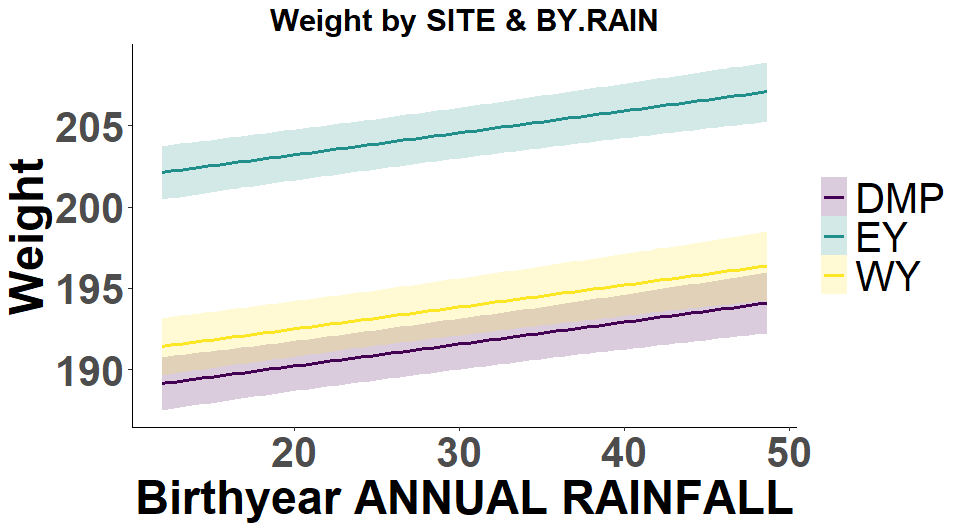 Weight by SITE & BY.RAIN
Weight
205
200
195
190
20 30 40 50
Birthyear ANNUAL RAINFALL
DMP
EY
WY